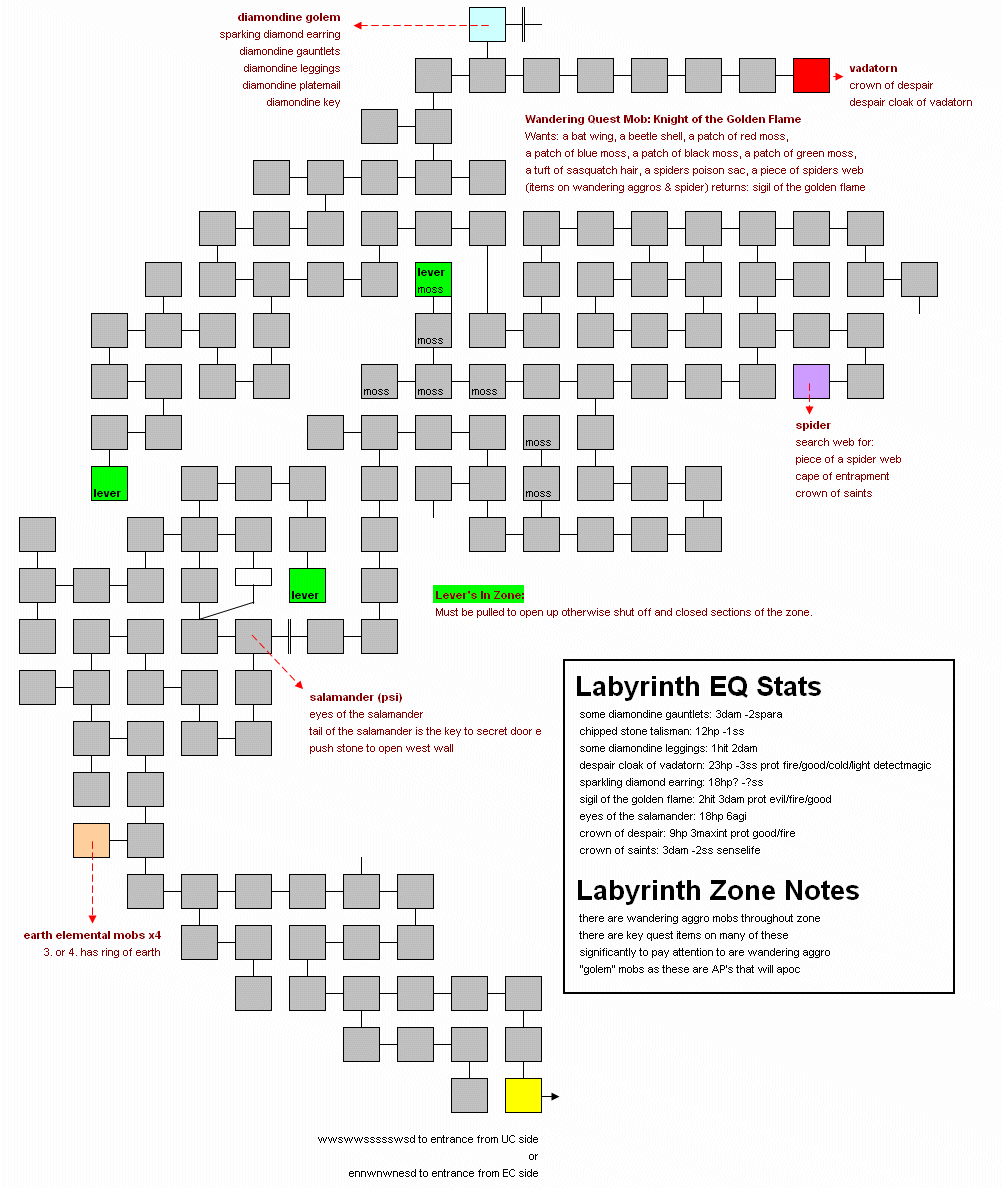 diamondine golem
sparking diamond earring
diamondine gauntlets
diamondine leggings
diamondine platemail
diamondine key
vadatorn
crown of despair
despair cloak of vadatorn
Wandering Quest Mob: Knight of the Golden Flame
Wants: a bat wing, a beetle shell, a patch of red moss,
a patch of blue moss, a patch of black moss, a patch of green moss,
a tuft of sasquatch hair, a spiders poison sac, a piece of spiders web
(items on wandering aggros & spider) returns: sigil of the golden flame
lever
moss
moss
moss
moss
moss
moss
moss
spider
search web for:
piece of a spider web
cape of entrapment
crown of saints
lever
lever
Lever's In Zone:
Must be pulled to open up otherwise shut off and closed sections of the zone.
salamander (psi)
eyes of the salamander
tail of the salamander is the key to secret door e
push stone to open west wall
Labyrinth EQ Stats
some diamondine gauntlets: 3dam -2spara
chipped stone talisman: 12hp -1ss
some diamondine leggings: 1hit 2dam
despair cloak of vadatorn: 23hp -3ss prot fire/good/cold/light detectmagic
sparkling diamond earring: 18hp? -?ss
sigil of the golden flame: 2hit 3dam prot evil/fire/good
eyes of the salamander: 18hp 6agi
crown of despair: 9hp 3maxint prot good/fire
crown of saints: 3dam -2ss senselife
Labyrinth Zone Notes
there are wandering aggro mobs throughout zone
there are key quest items on many of these
significantly to pay attention to are wandering aggro
"golem" mobs as these are AP's that will apoc
earth elemental mobs x4
3. or 4. has ring of earth
wwswwssssswsd to entrance from UC side
or
ennwnwnesd to entrance from EC side